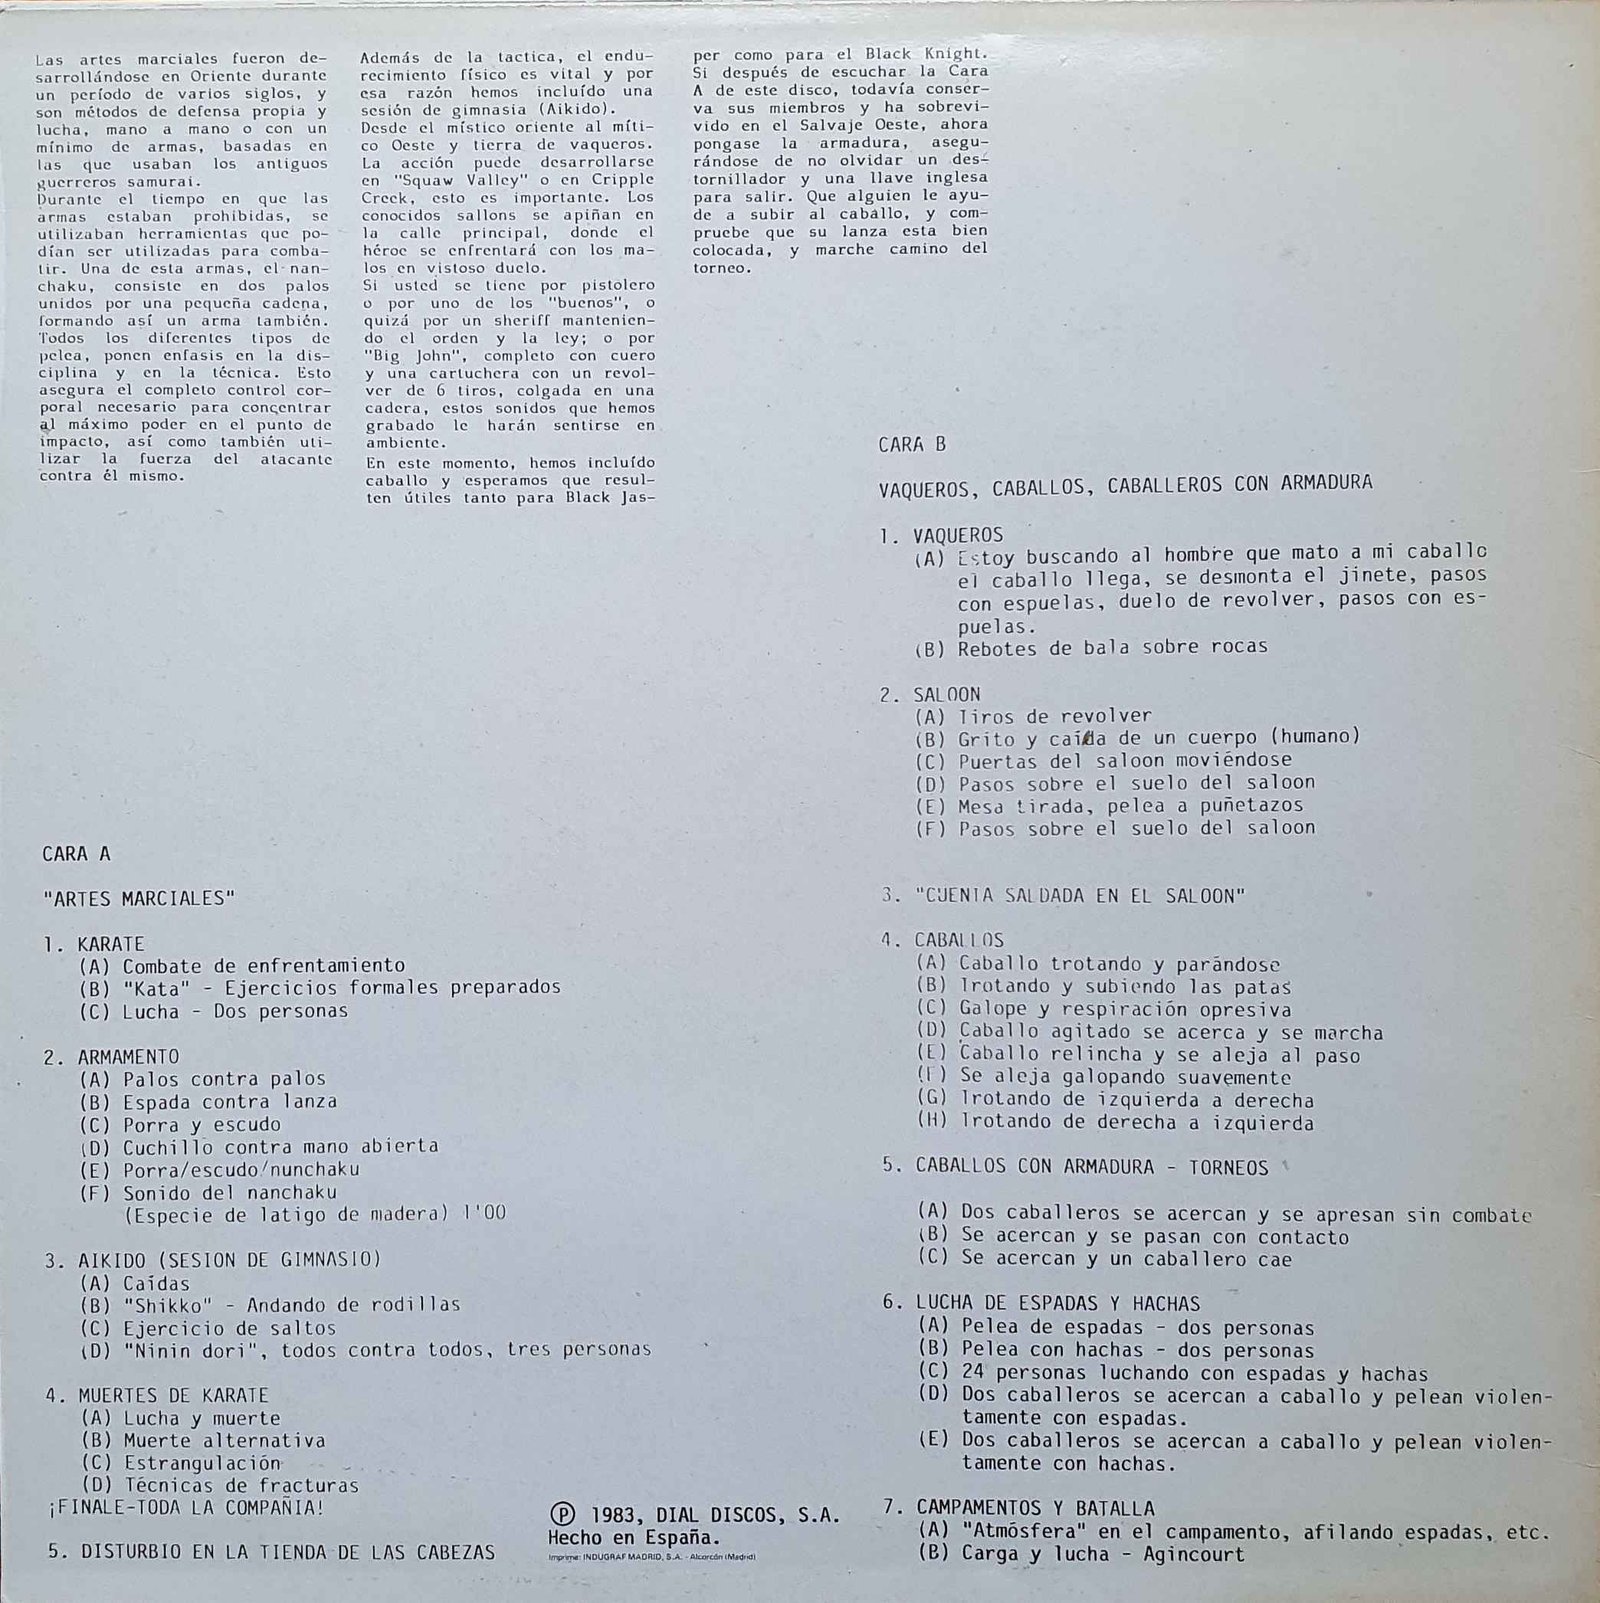 Las artes marciales fueron de-
sarrollándose en Oriente durante
un período de varios siglos, y
son métodos de defensa propia y
lucha, mano a mano o con un
mínimo de armas, basadas en
las que usaban los antiguos
guerreros samurai.
Durante el tiempo en que las
armas estaban prohibidas, se
utilizaban herramientas que po-
dían ser utilizadas para comba-
tir. Una de esta armas, el nan-
chaku, consiste en dos palos
unidos por una pequeña cadena,
formando así un arma también.
Todos los diferentes tipos de
pelea, ponen enfasis en la dis-
ciplina y en la técnica. Esto
asegura el completo control cor-
poral necesario para concentrar
al máximo poder en el punto de
impacto, así como también uti-
lizar la fuerza del atacante
contra él mismo.
Además de la tactica, el endu-
recimiento físico es vital y por
esa razón hemos incluído una
sesión de gimnasia (Aikido).
Desde el místico oriente al míti-
co Oeste y tierra de vaqueros.
La acción puede desarrollarse
en "Squaw Valley" o en Cripple
Creek, esto es importante. Los
conocidos sallons se apiñan en
la calle principal, donde el
héroe se enfrentará con los ma-
los en vistoso duelo.
Si usted se tiene por pistolero
o por uno de los "buenos", o
quizá por un sheriff mantenien-
do el orden y la ley; o por
"Big John", completo con cuero
y una cartuchera con un revol-
ver de 6 tiros, colgada en una
cadera, estos sonidos que hemos
grabado le harán sentirse en
ambiente.
En este momento, hemos incluído
caballo y esperamos que resul-
ten útiles tanto para Black Jas-
per como para el Black Knight.
Si después de escuchar la Cara
A de este disco, todavía conser-
va sus miembros y ha sobrevi-
vido en el Salvaje Oeste, ahora
pongase la armadura, asegu-
rándose de no olvidar un des-
tornillador y una llave inglesa
para salir. Que alguien le ayu-
de a subir al caballo, y com-
pruebe que su lanza esta bien
colocada, y marche camino del
torneo.
CARA A
"ARTES MARCIALES"
1. KARATE
(A) Combate de enfrentamiento
(B) "Kata" - Ejercicios formales preparados
(C) Lucha - Dos personas
2. ARMAMENTO
(A) Palos contra palos
(B) Espada contra lanza
(C) Porra y escudo
(D) Cuchillo contra mano abierta
(E) Porra/escudo/nunchaku
(F) Sonido del nanchaku
(Especie de latigo de madera) 1'00
3. AIKIDO (SESION DE GIMNASIO)
(A) Caídas
(B) "Shikko" - Andando de rodillas
(C) Ejercicio de saltos
(D) "Ninin dori", todos contra todos, tres personas
4. MUERTES DE KARATE
(A) Lucha y muerte
(B) Muerte alternativa
(C) Estrangulación
(D) Técnicas de fracturas
¡FINALE-TODA LA COMPAÑIA!
5. DISTURBIO EN LA TIENDA DE LAS CABEZAS
Ⓟ 1983, DIAL DISCOS, S.A.
Hecho en España.
Imprime: INDUGRAF MADRID, S.A. - Alcorcón (Madrid)
CARA B
VAQUEROS, CABALLOS, CABALLEROS CON ARMADURA
1. VAQUEROS
(A) Estoy buscando al hombre que mato a mi caballo
el caballo llega, se desmonta el jinete, pasos
con espuelas, duelo de revolver, pasos con es-
puelas.
(B) Rebotes de bala sobre rocas
2. SALOON
(A) Tiros de revolver
(B) Grito y caída de un cuerpo (humano)
(C) Puertas del saloon moviéndose
(D) Pasos sobre el suelo del saloon
(E) Mesa tirada, pelea a puñetazos
(F) Pasos sobre el suelo del saloon
3. "CUENTA SALDADA EN EL SALOON"
4. CABALLOS
(A) Caballo trotando y parándose
(B) Trotando y subiendo las patas
(C) Galope y respiración opresiva
(D) Caballo agitado se acerca y se marcha
(E) Caballo relincha y se aleja al paso
(F) Se aleja galopando suavemente
(G) Trotando de izquierda a derecha
(H) Trotando de derecha a izquierda
5. CABALLOS CON ARMADURA - TORNEOS
(A) Dos caballeros se acercan y se apresan sin combate
(B) Se acercan y se pasan con contacto
(C) Se acercan y un caballero cae
6. LUCHA DE ESPADAS Y HACHAS
(A) Pelea de espadas - dos personas
(B) Pelea con hachas - dos personas
(C) 24 personas luchando con espadas y hachas
(D) Dos caballeros se acercan a caballo y pelean violen-
tamente con espadas.
(E) Dos caballeros se acercan a caballo y pelean violen-
tamente con hachas.
7. CAMPAMENTOS Y BATALLA
(A) "Atmósfera" en el campamento, afilando espadas, etc.
(B) Carga y lucha - Agincourt